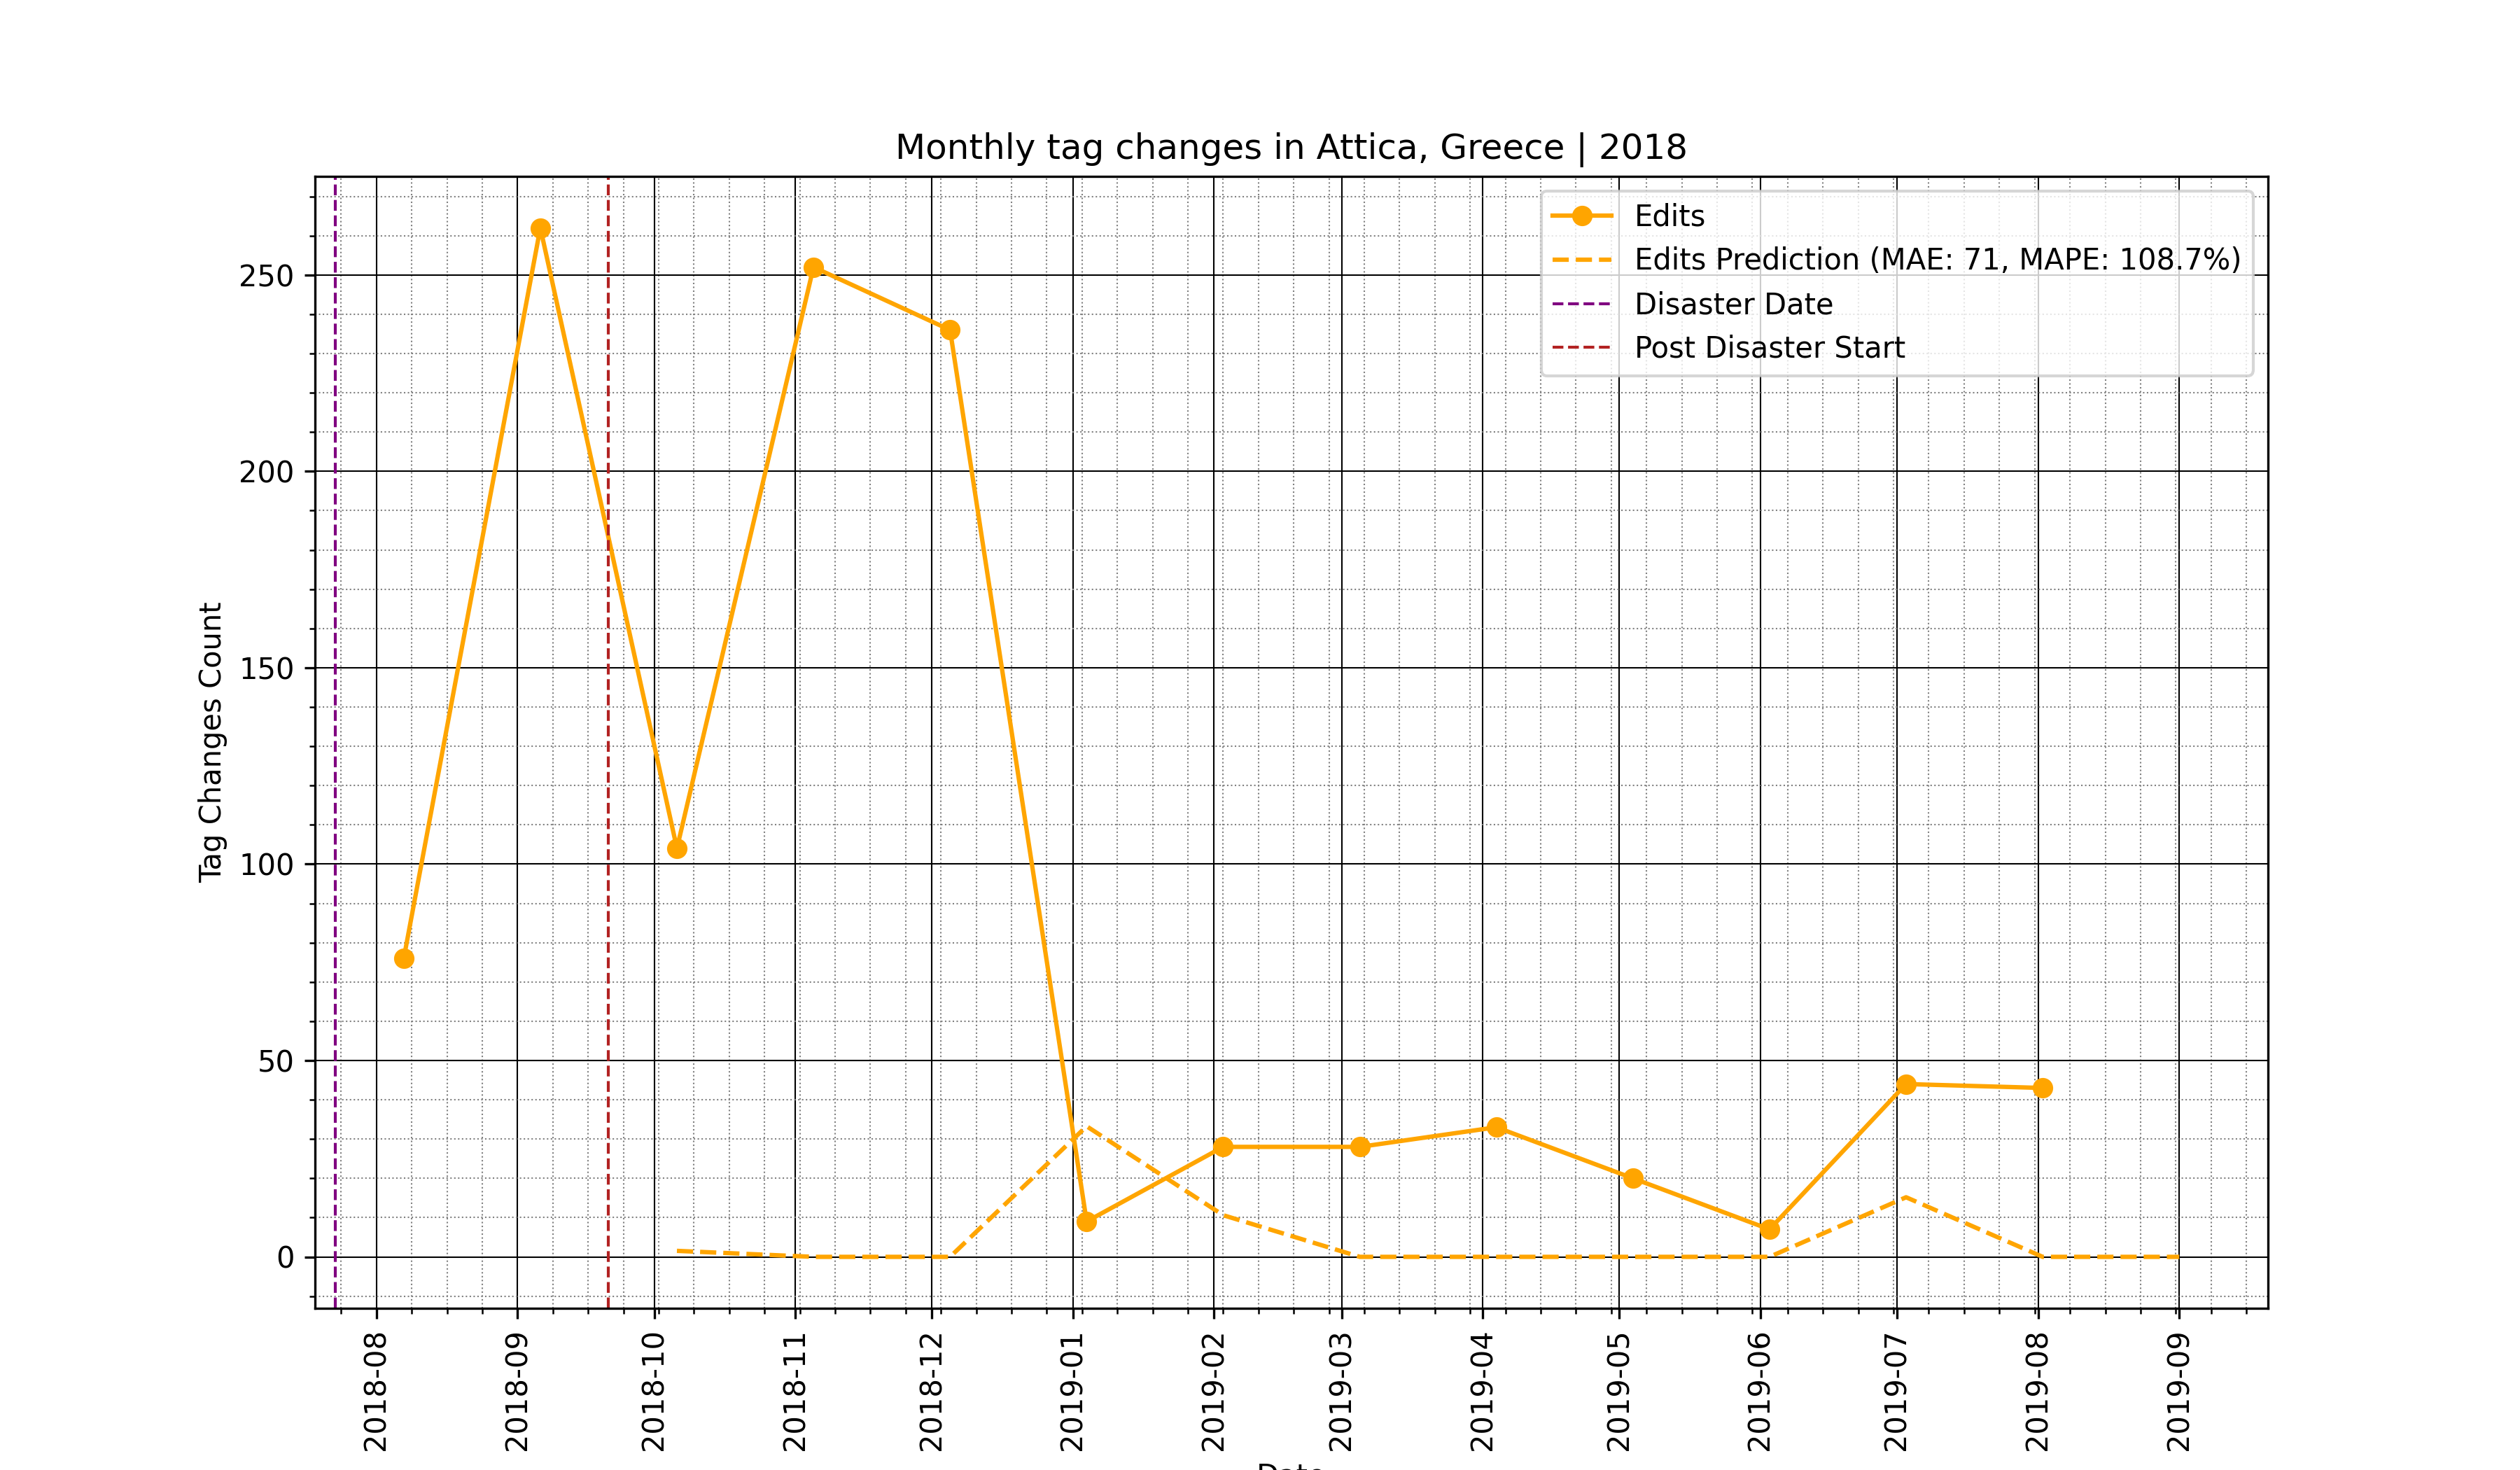 Monthly tag changes in Attica, Greece | 2018
Edits
Edits Prediction (MAE: 71, MAPE: 108.7%)
Disaster Date
Post Disaster Start
Tag Changes Count
250
200
150
100
50
0
2018-08
2018-09
2018-10
2018-11
2018-12
2019-01
2019-02
2019-03
2019-04
2019-05
2019-06
2019-07
2019-08
2019-09
Date